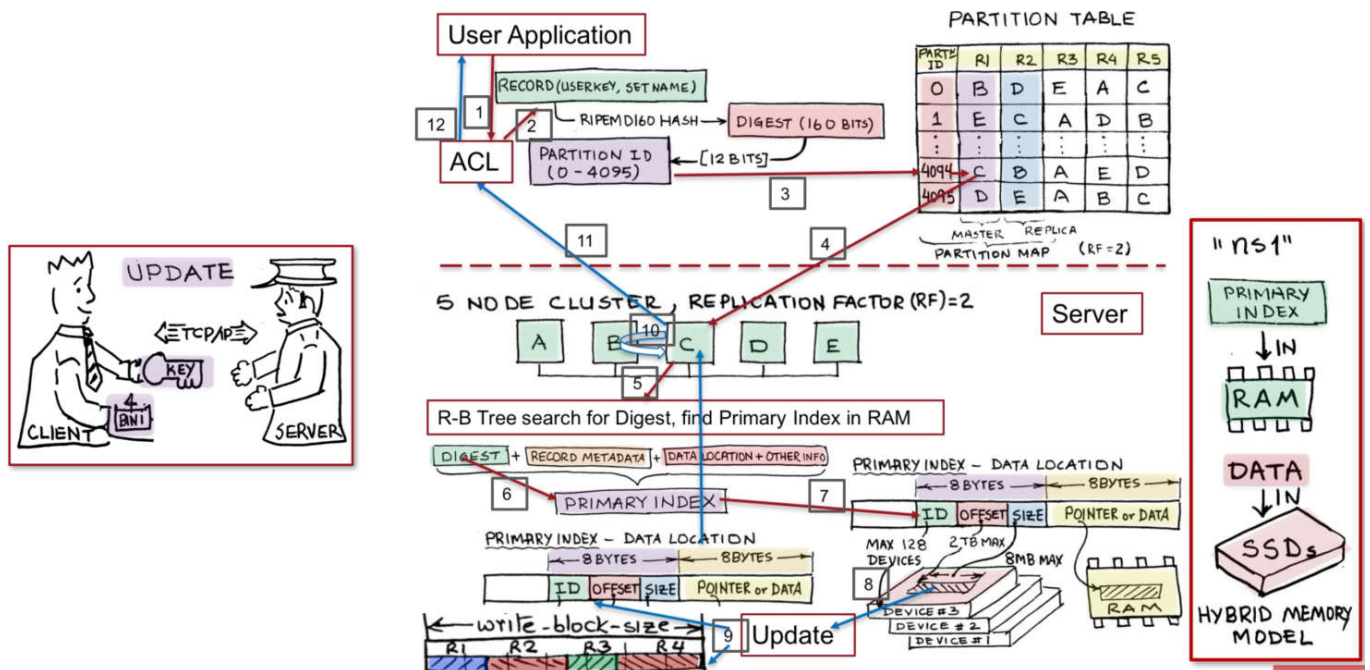 User Application
PARTITION TABLE
RECORD (USERKEY, SETNAME)
1
2
12
RIPEMD160 HASH
DIGEST (160 BITS)
ACL
PARTITION ID
(0-4095)
[12 BITS]
3
PARTN ID R1 R2 R3 R4 R5
0 B D E A C
1 E C A D B
4094 C B A E D
4095 D E A B C
MASTER REPLICA
PARTITION MAP (RF=2)
11
4
UPDATE
TCP/IP
KEY
4
BIN1
CLIENT
SERVER
5 NODE CLUSTER, REPLICATION FACTOR (RF)=2
Server
10
A B C D E
5
R-B Tree search for Digest, find Primary Index in RAM
DIGEST + RECORD METADATA + DATA LOCATION + OTHER INFO
6
PRIMARY INDEX
7
PRIMARY INDEX - DATA LOCATION
8 BYTES 8 BYTES
ID OFFSET SIZE POINTER or DATA
MAX 128 DEVICES
2 TB MAX
8MB MAX
8
DEVICE #3
DEVICE #2
DEVICE #1
RAM
PRIMARY INDEX - DATA LOCATION
8 BYTES 8 BYTES
ID OFFSET SIZE POINTER or DATA
write-block-size
9
Update
R1 R2 R3 R4
"ns1"
PRIMARY
INDEX
IN
RAM
DATA
IN
SSDs
HYBRID MEMORY
MODEL